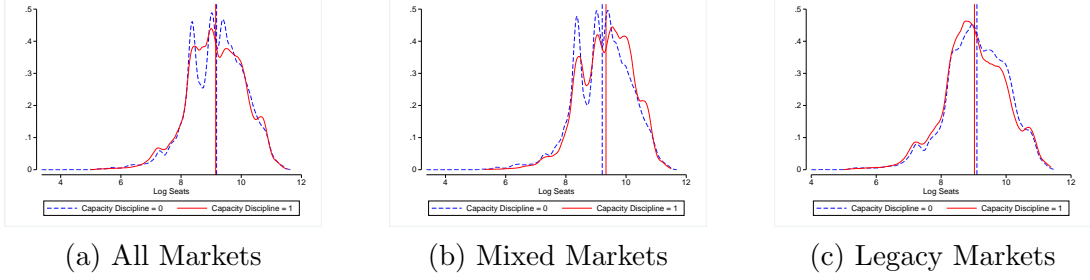 .5
.4
.3
.2
.1
0
4 6 8 10 12
Log Seats
Capacity Discipline = 0 Capacity Discipline = 1
(a) All Markets
.5
.4
.3
.2
.1
0
4 6 8 10 12
Log Seats
Capacity Discipline = 0 Capacity Discipline = 1
(b) Mixed Markets
.5
.4
.3
.2
.1
0
4 6 8 10 12
Log Seats
Capacity Discipline = 0 Capacity Discipline = 1
(c) Legacy Markets